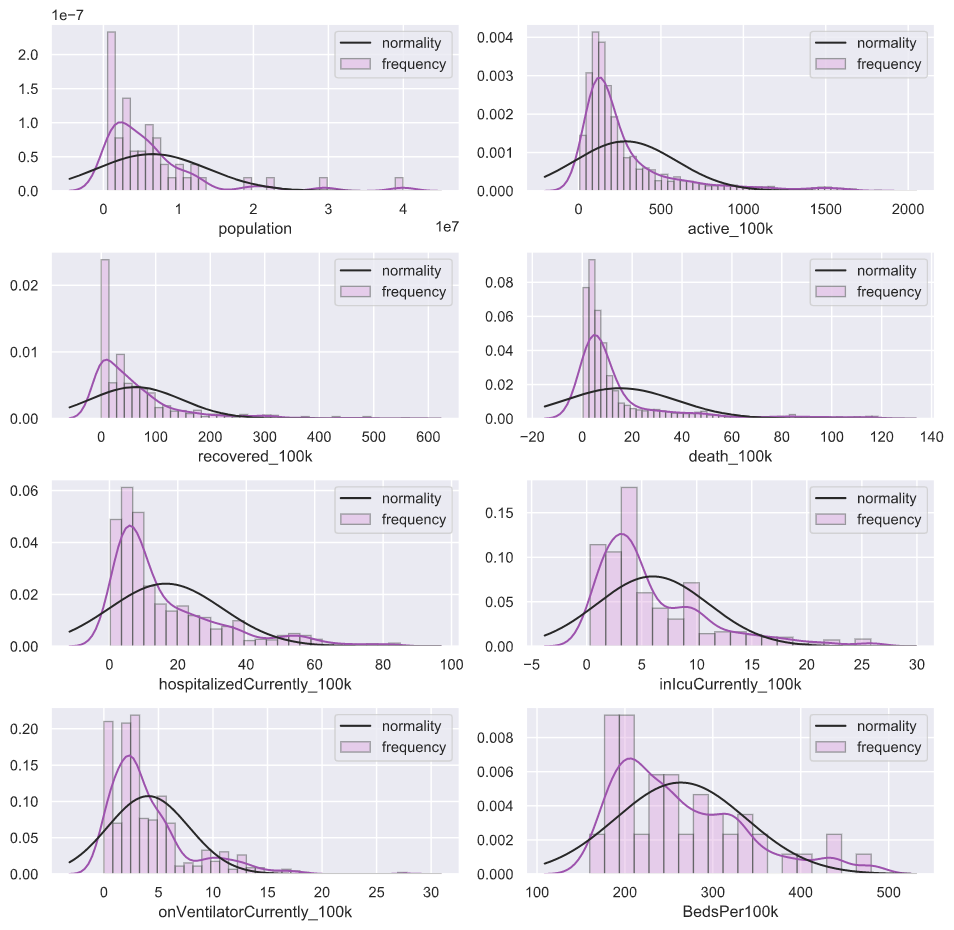 1e−7
normality
frequency
2.0
1.5
1.0
0.5
0.0
0 1 2 3 4
population 1e7
normality
frequency
0.004
0.003
0.002
0.001
0.000
0 500 1000 1500 2000
active_100k
normality
frequency
0.02
0.01
0.00
0 100 200 300 400 500 600
recovered_100k
normality
frequency
0.08
0.06
0.04
0.02
0.00
−20 0 20 40 60 80 100 120 140
death_100k
normality
frequency
0.06
0.04
0.02
0.00
0 20 40 60 80 100
hospitalizedCurrently_100k
normality
frequency
0.15
0.10
0.05
0.00
−5 0 5 10 15 20 25 30
inIcuCurrently_100k
normality
frequency
0.20
0.15
0.10
0.05
0.00
0 5 10 15 20 25 30
onVentilatorCurrently_100k
normality
frequency
0.008
0.006
0.004
0.002
0.000
100 200 300 400 500
BedsPer100k